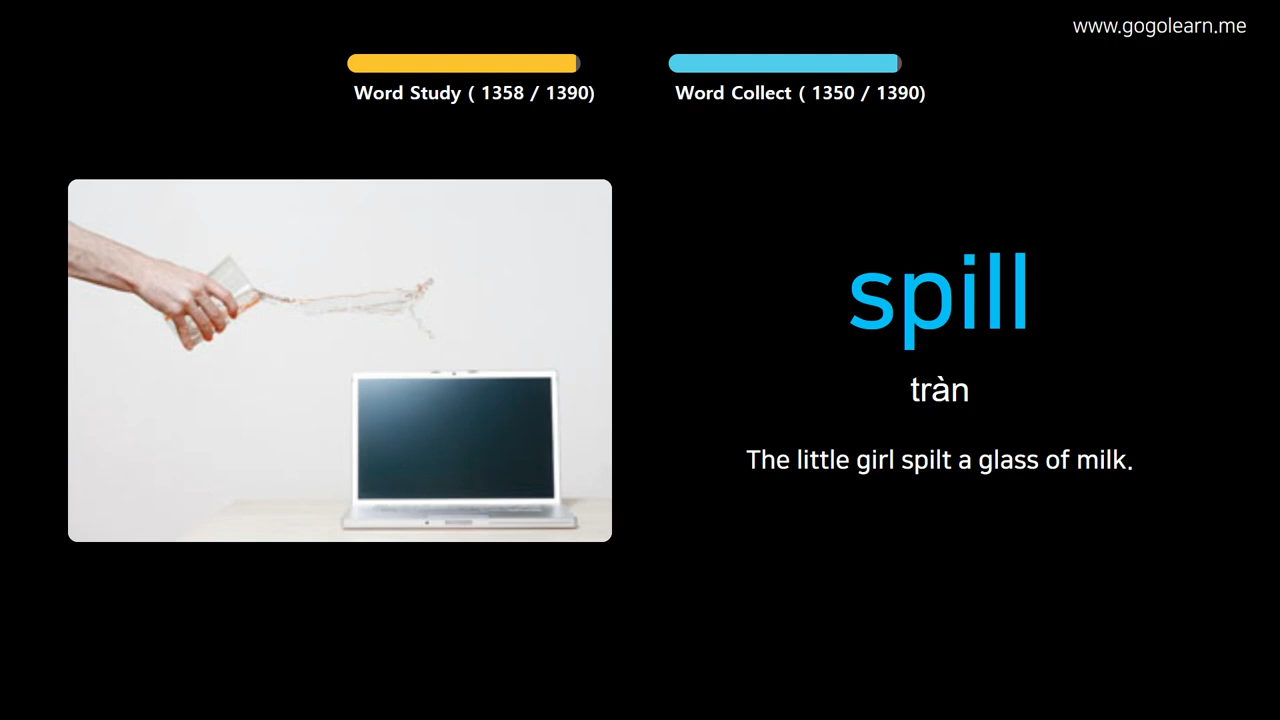 www.gogolearn.me
Word Study ( 1358 / 1390)
Word Collect ( 1350 / 1390)
spill
tràn
The little girl spilt a glass of milk.